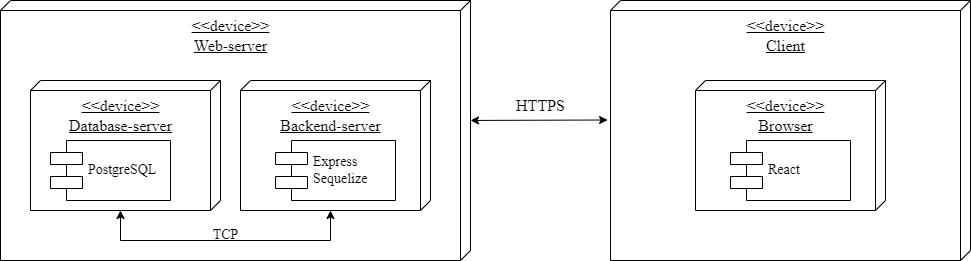 <<device>>
Web-server
<<device>>
Database-server
PostgreSQL
<<device>>
Backend-server
Express
Sequelize
TCP
HTTPS
<<device>>
Client
<<device>>
Browser
React